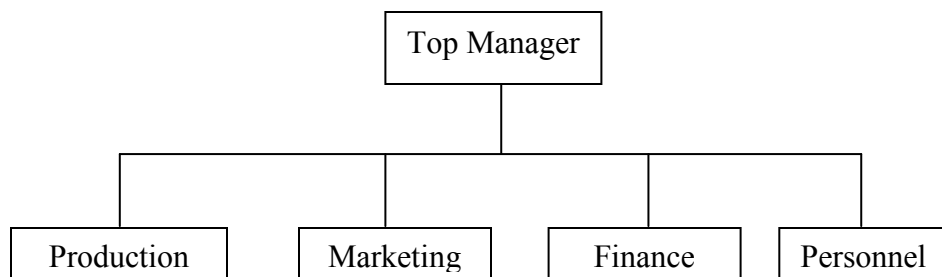 Top Manager
Production
Marketing
Finance
Personnel